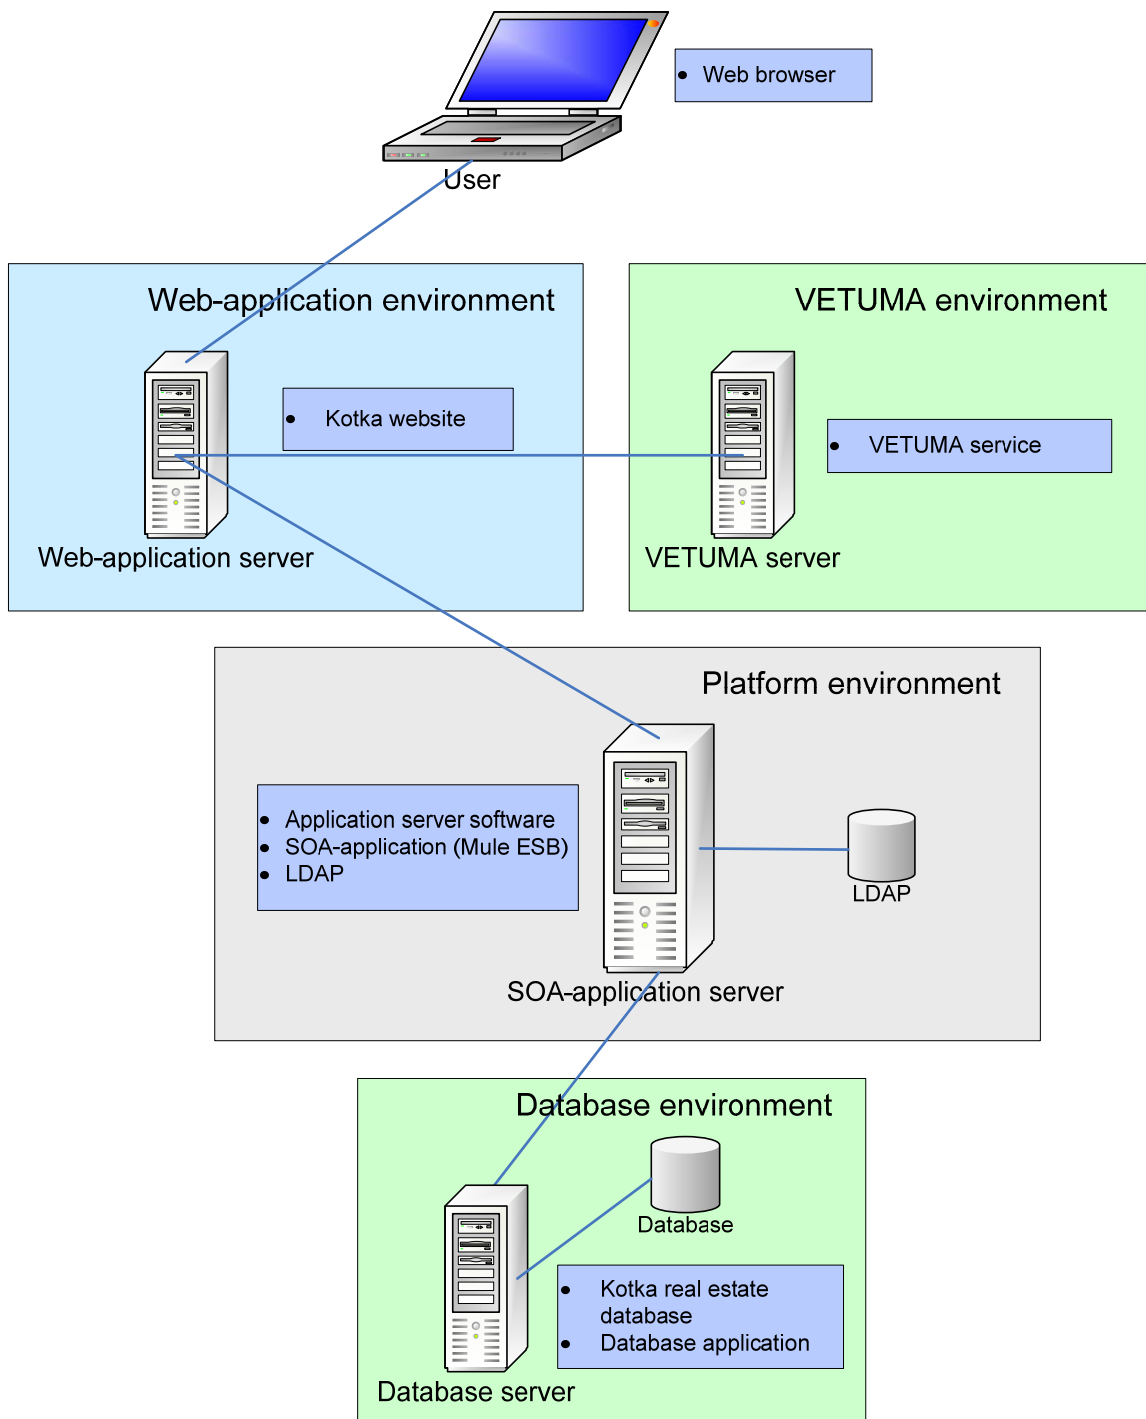 • Web browser
User
Web-application environment
• Kotka website
Web-application server
VETUMA environment
• VETUMA service
VETUMA server
Platform environment
• Application server software
• SOA-application (Mule ESB)
• LDAP
LDAP
SOA-application server
Database environment
Database
• Kotka real estate
database
• Database application
Database server